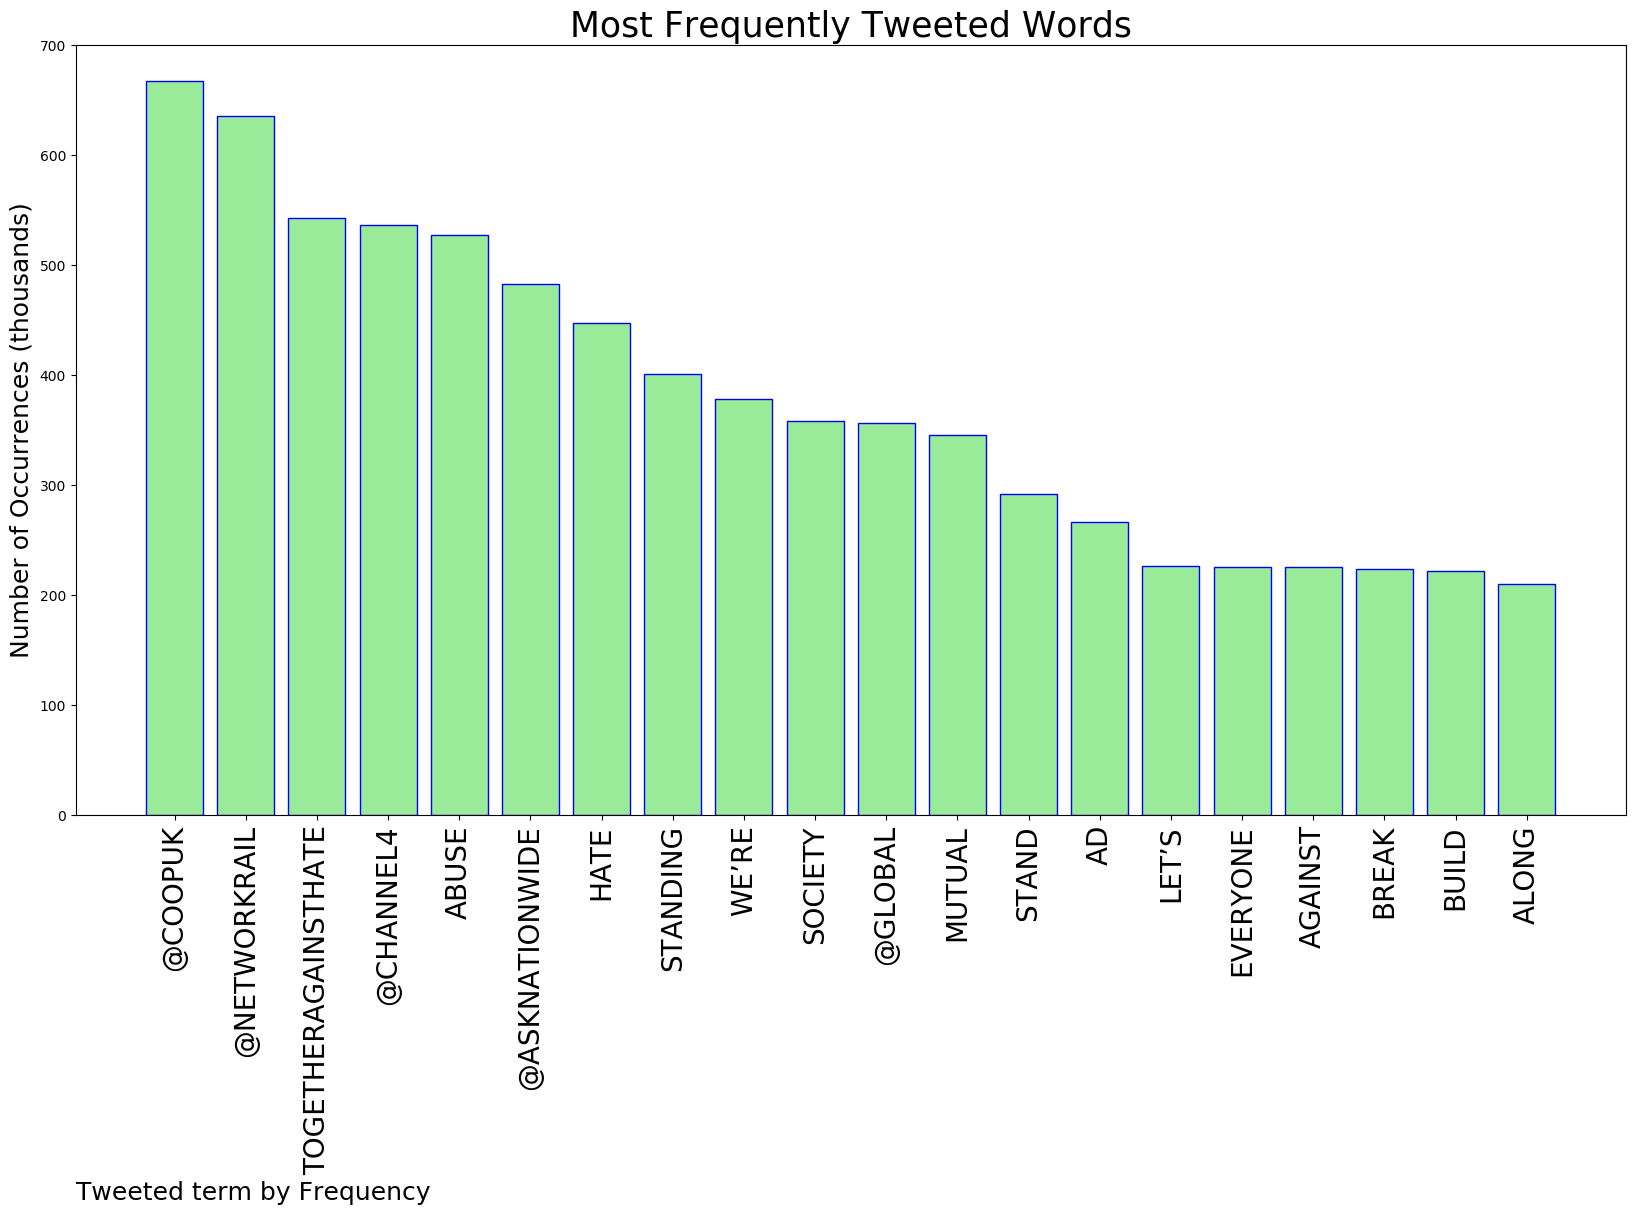 Most Frequently Tweeted Words
Number of Occurrences (thousands)
700
600
500
400
300
200
100
0
@COOPUK
@NETWORKRAIL
TOGETHERAGAINSTHATE
@CHANNEL4
ABUSE
@ASKNATIONWIDE
HATE
STANDING
WE’RE
SOCIETY
@GLOBAL
MUTUAL
STAND
AD
LET’S
EVERYONE
AGAINST
BREAK
BUILD
ALONG
Tweeted term by Frequency